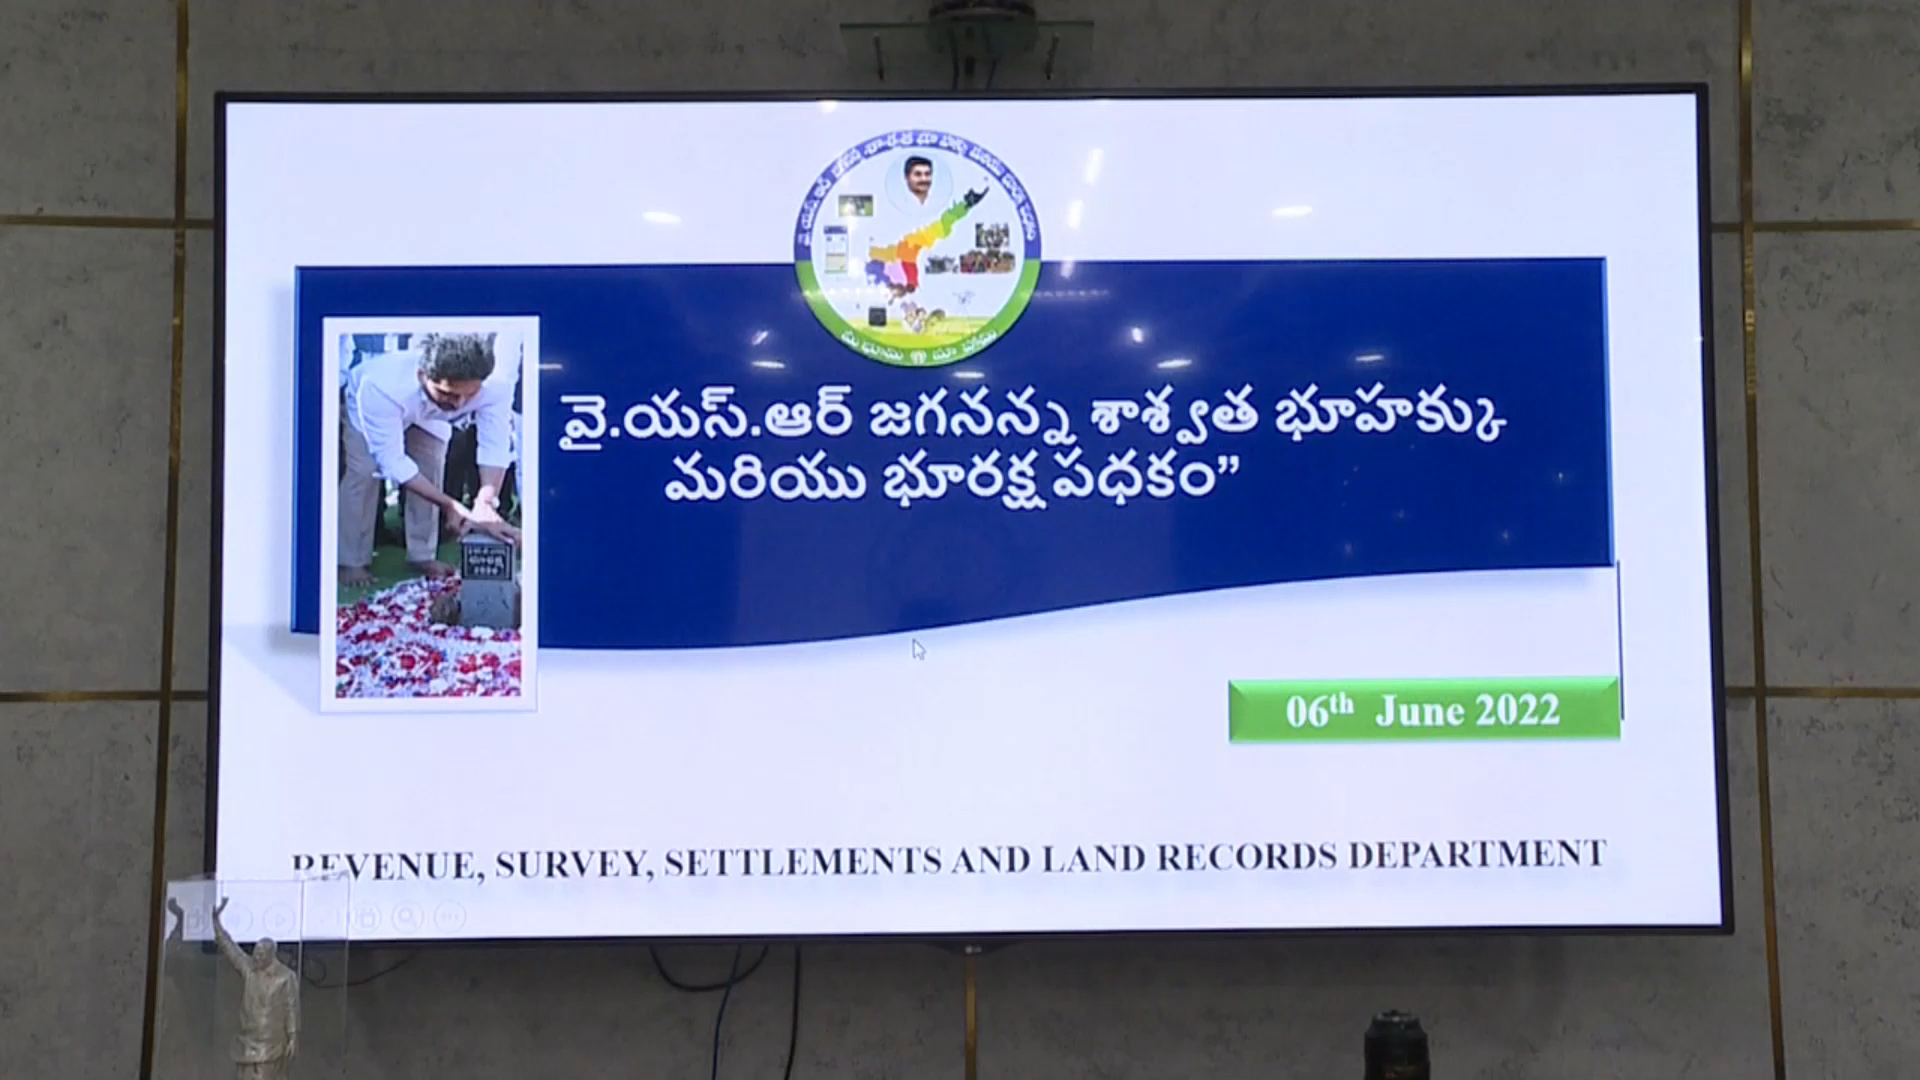 వై.యస్.ఆర్ జగనన్న శాశ్వత భూహక్కు
మరియు భూరక్ష పధకం”
06th June 2022
REVENUE, SURVEY, SETTLEMENTS AND LAND RECORDS DEPARTMENT